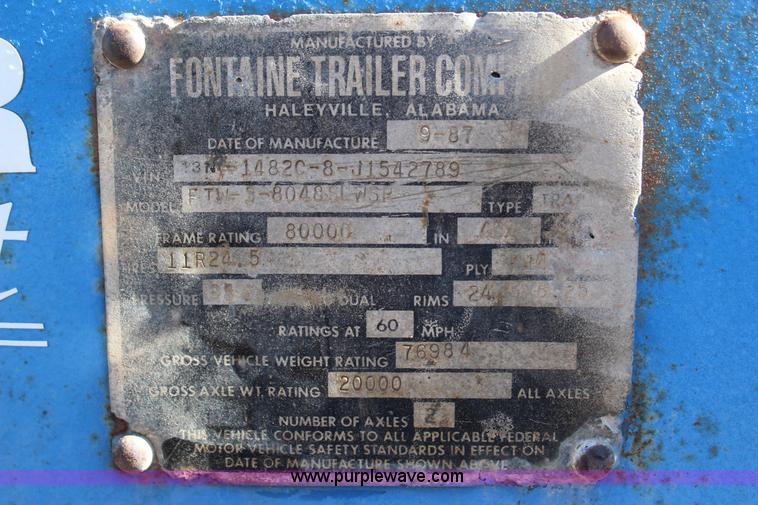 MANUFACTURED BY
FONTAINE TRAILER
HALEYVILLE, ALABAMA
DATE OF MANUFACTURE 9-87
VIN 13N-1482C-8-J1542789
MODEL TYPE
FRAME RATING 80000 IN
11R24.5 PLY
PRESSURE DUAL RIMS
RATINGS AT 60 MPH
GROSS VEHICLE WEIGHT RATING 76984
GROSS AXLE WT. RATING 20000 ALL AXLES
NUMBER OF AXLES 2
THIS VEHICLE CONFORMS TO ALL APPLICABLE FEDERAL
MOTOR VEHICLE SAFETY STANDARDS IN EFFECT ON
DATE OF MANUFACTURE SHOWN ABOVE
www.purplewave.com